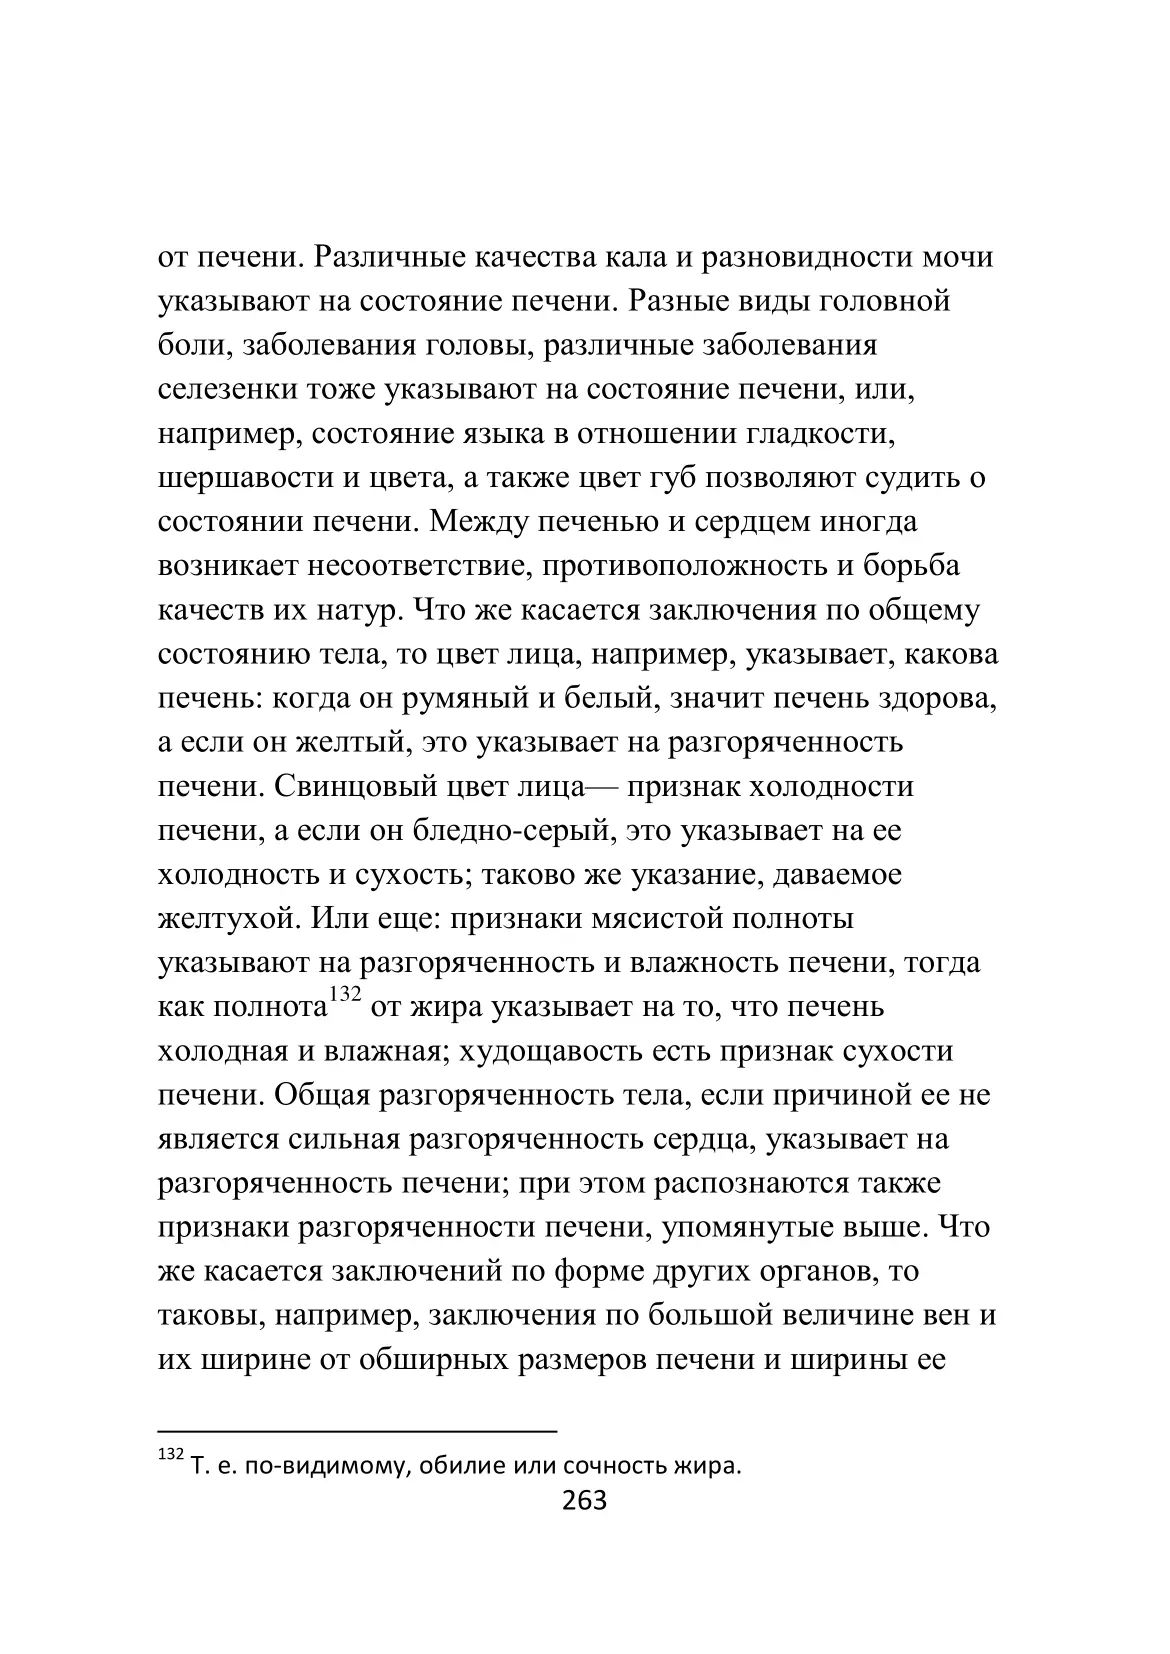 от печени. Различные качества кала и разновидности мочи
указывают на состояние печени. Разные виды головной
боли, заболевания головы, различные заболевания
селезенки тоже указывают на состояние печени, или,
например, состояние языка в отношении гладкости,
шершавости и цвета, а также цвет губ позволяют судить о
состоянии печени. Между печенью и сердцем иногда
возникает несоответствие, противоположность и борьба
качеств их натур. Что же касается заключения по общему
состоянию тела, то цвет лица, например, указывает, какова
печень: когда он румяный и белый, значит печень здорова,
а если он желтый, это указывает на разгоряченность
печени. Свинцовый цвет лица— признак холодности
печени, а если он бледно-серый, это указывает на ее
холодность и сухость; таково же указание, даваемое
желтухой. Или еще: признаки мясистой полноты
указывают на разгоряченность и влажность печени, тогда
как полнота132 от жира указывает на то, что печень
холодная и влажная; худощавость есть признак сухости
печени. Общая разгоряченность тела, если причиной ее не
является сильная разгоряченность сердца, указывает на
разгоряченность печени; при этом распознаются также
признаки разгоряченности печени, упомянутые выше. Что
же касается заключений по форме других органов, то
таковы, например, заключения по большой величине вен и
их ширине от обширных размеров печени и ширины ее
132 Т. е. по-видимому, обилие или сочность жира.
263